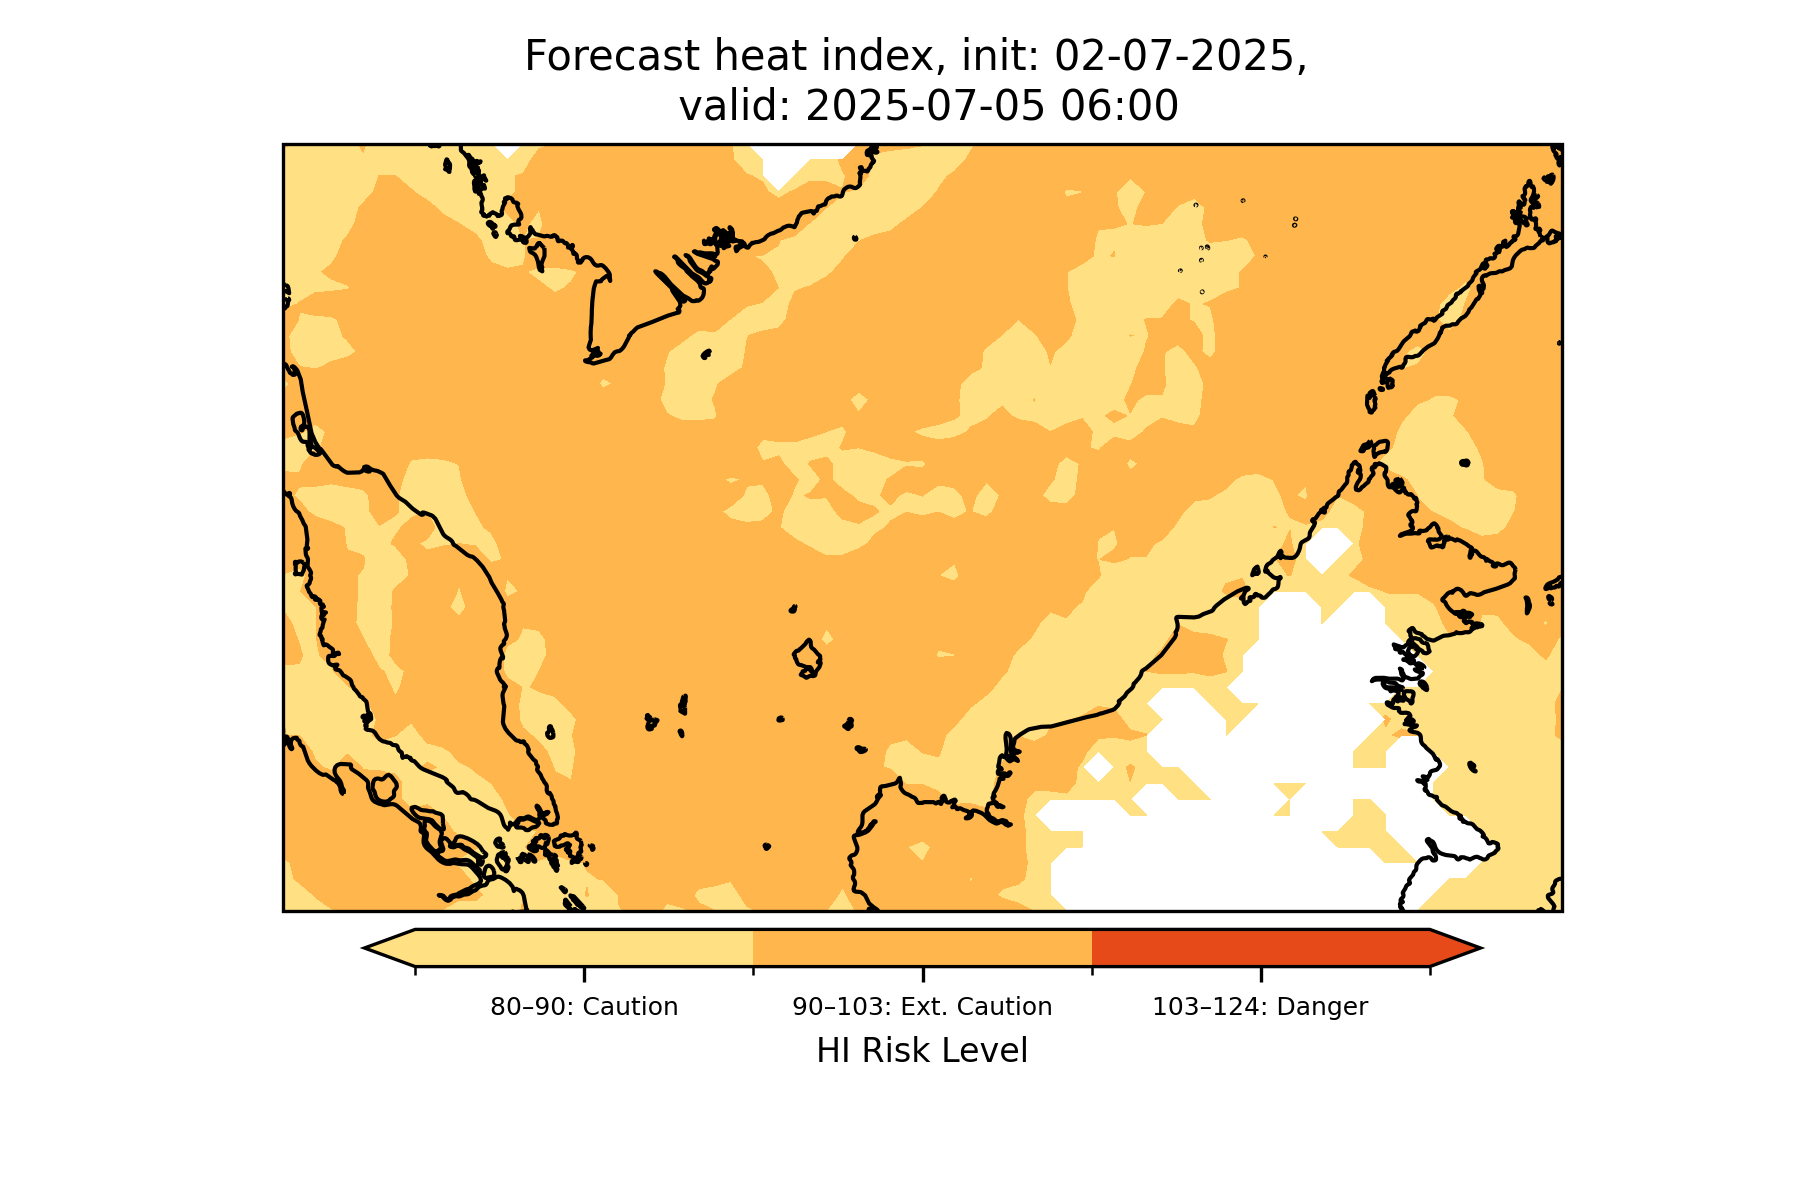 Forecast heat index, init: 02-07-2025,
valid: 2025-07-05 06:00
80–90: Caution
90–103: Ext. Caution
103–124: Danger
HI Risk Level